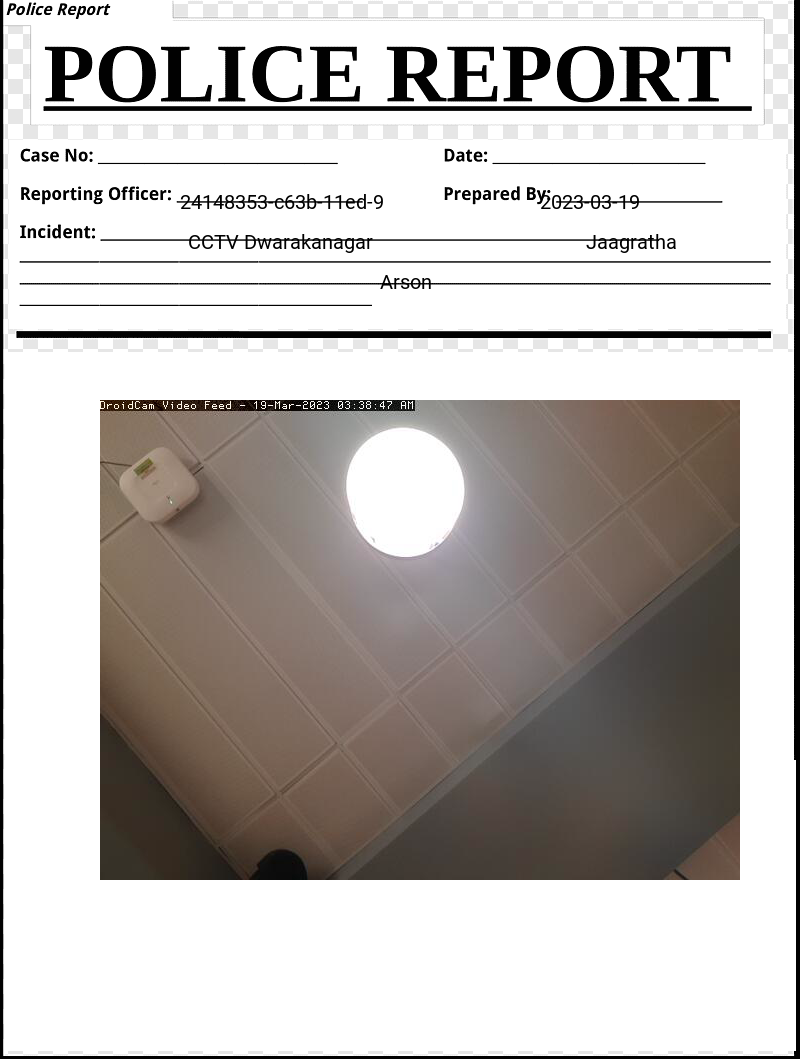 Police Report
POLICE REPORT
Case No: Date:
Reporting Officer: Prepared By:
24148353-c63b-11ed-9 2023-03-19
Incident:
CCTV Dwarakanagar Jaagratha
Arson
DroidCam Video Feed - 19-Mar-2023 03:38:47 AM